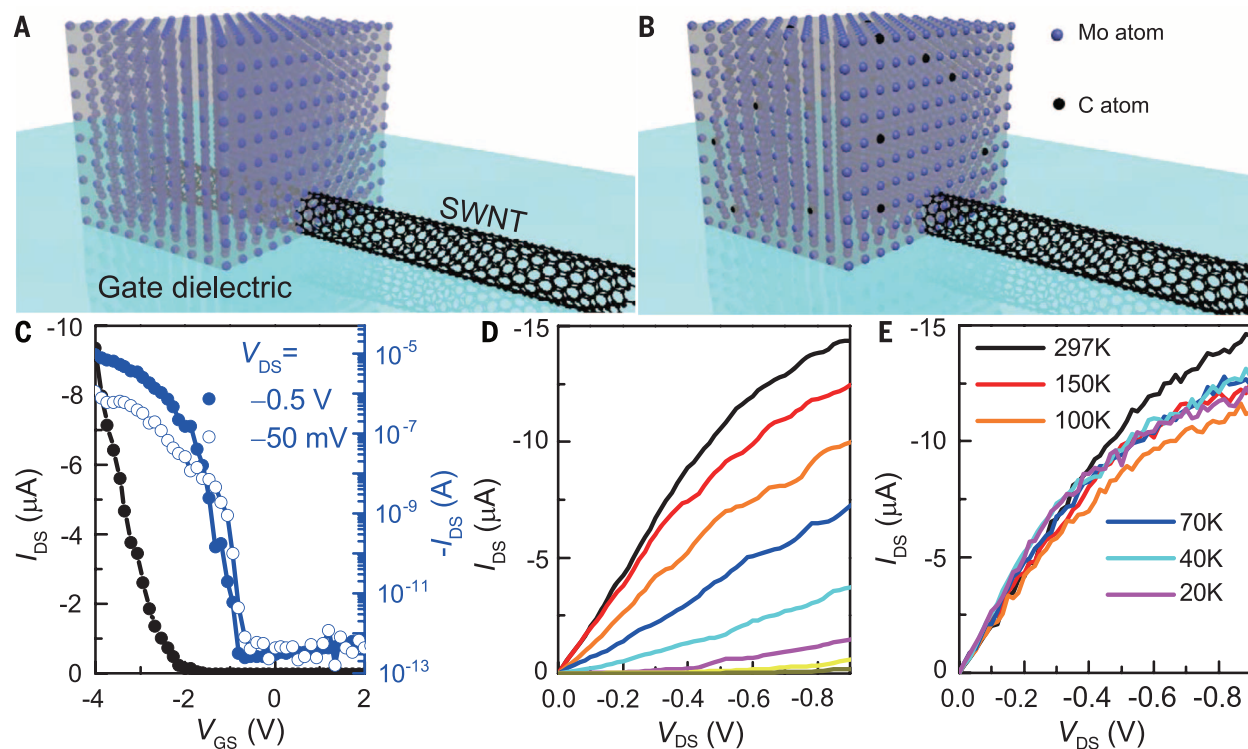 A
B
Mo atom
C atom
SWNT
Gate dielectric
C
-10
-8
-6
-4
-2
0
I_DS (μA)
V_DS=
–0.5 V
–50 mV
10^-5
10^-7
10^-9
10^-11
10^-13
-I_DS (A)
-4
-2
0
2
V_GS (V)
D
-15
-10
-5
0
I_DS (μA)
0.0
-0.2
-0.4
-0.6
-0.8
V_DS (V)
E
-15
-10
-5
0
I_DS (μA)
297K
150K
100K
70K
40K
20K
0.0
-0.2
-0.4
-0.6
-0.8
V_DS (V)